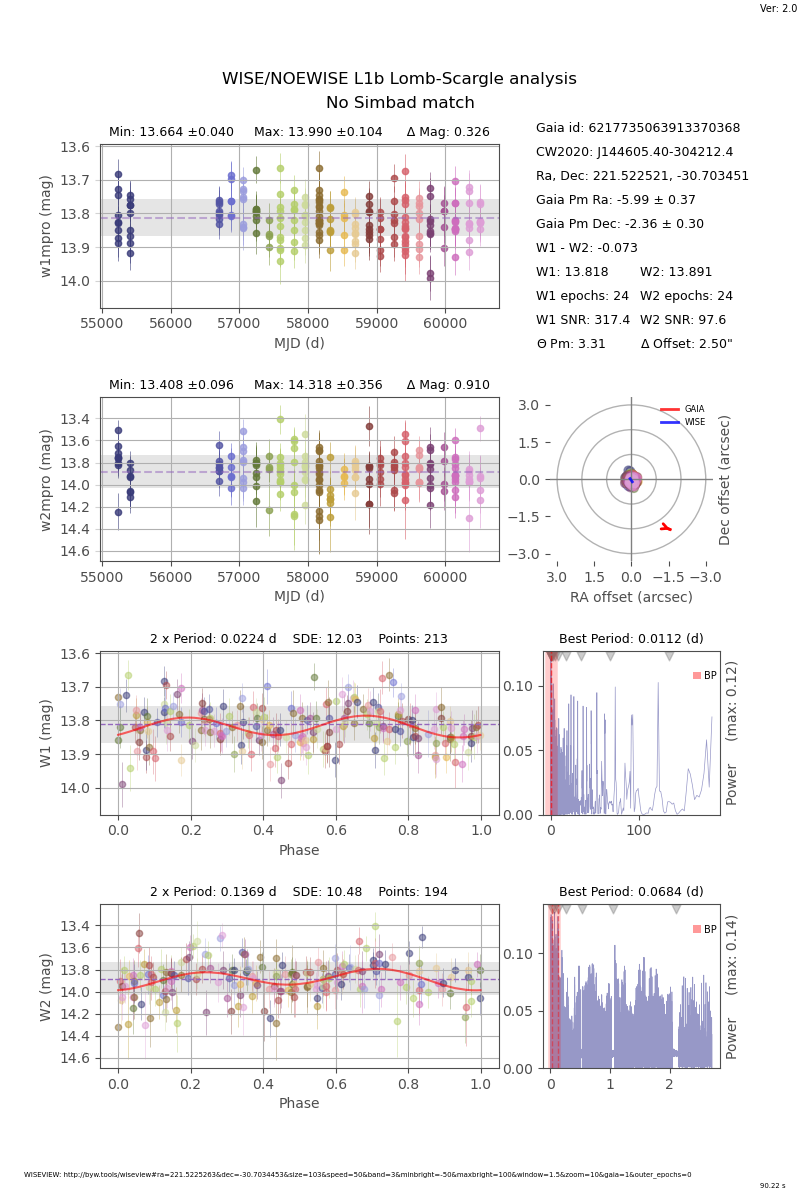 Ver: 2.0
WISE/NEOWISE L1b Lomb-Scargle analysis
No Simbad match
Min: 13.664 ±0.040 Max: 13.990 ±0.104 Δ Mag: 0.326
13.6
13.7
13.8
13.9
14.0
w1mpro (mag)
55000 56000 57000 58000 59000 60000
MJD (d)
Gaia id: 6217735063913370368
CW2020: J144605.40-304212.4
Ra, Dec: 221.522521, -30.703451
Gaia Pm Ra: -5.99 ± 0.37
Gaia Pm Dec: -2.36 ± 0.30
W1 - W2: -0.073
W1: 13.818 W2: 13.891
W1 epochs: 24 W2 epochs: 24
W1 SNR: 317.4 W2 SNR: 97.6
Θ Pm: 3.31 Δ Offset: 2.50"
Min: 13.408 ±0.096 Max: 14.318 ±0.356 Δ Mag: 0.910
13.4
13.6
13.8
14.0
14.2
14.4
14.6
w2mpro (mag)
55000 56000 57000 58000 59000 60000
MJD (d)
GAIA
WISE
3.0
1.5
0.0
−1.5
−3.0
Dec offset (arcsec)
3.0 1.5 0.0 −1.5 −3.0
RA offset (arcsec)
2 x Period: 0.0224 d SDE: 12.03 Points: 213
13.6
13.7
13.8
13.9
14.0
W1 (mag)
0.0 0.2 0.4 0.6 0.8 1.0
Phase
Best Period: 0.0112 (d)
BP
0.10
0.05
0.00
Power (max: 0.12)
0 100
2 x Period: 0.1369 d SDE: 10.48 Points: 194
13.4
13.6
13.8
14.0
14.2
14.4
14.6
W2 (mag)
0.0 0.2 0.4 0.6 0.8 1.0
Phase
Best Period: 0.0684 (d)
BP
0.10
0.05
0.00
Power (max: 0.14)
0 1 2
WISEVIEW: http://byw.tools/wiseview#ra=221.5225263&dec=-30.7034453&size=103&speed=50&band=3&minbright=-50&maxbright=100&window=1.5&zoom=10&gaia=1&outer_epochs=0
90.22 s